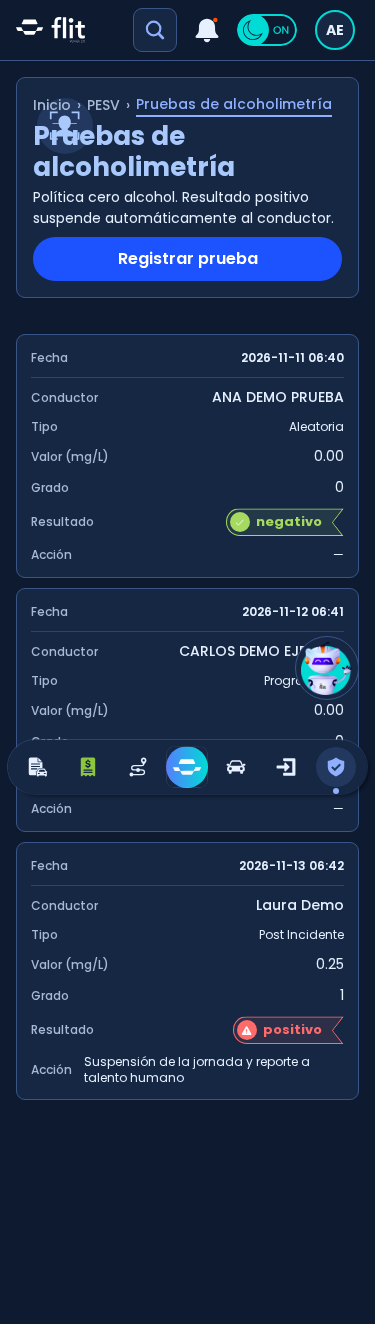 flit
ON
AE
Inicio › PESV › Pruebas de alcoholimetría
Pruebas de
alcoholimetría
Política cero alcohol. Resultado positivo
suspende automáticamente al conductor.
Registrar prueba
Fecha 2026-11-11 06:40
Conductor ANA DEMO PRUEBA
Tipo Aleatoria
Valor (mg/L) 0.00
Grado 0
Resultado negativo
Acción —
Fecha 2026-11-12 06:41
Conductor CARLOS DEMO
Tipo
Valor (mg/L) 0.00
Acción —
Fecha 2026-11-13 06:42
Conductor Laura Demo
Tipo Post Incidente
Valor (mg/L) 0.25
Grado 1
Resultado positivo
Acción Suspensión de la jornada y reporte a
talento humano